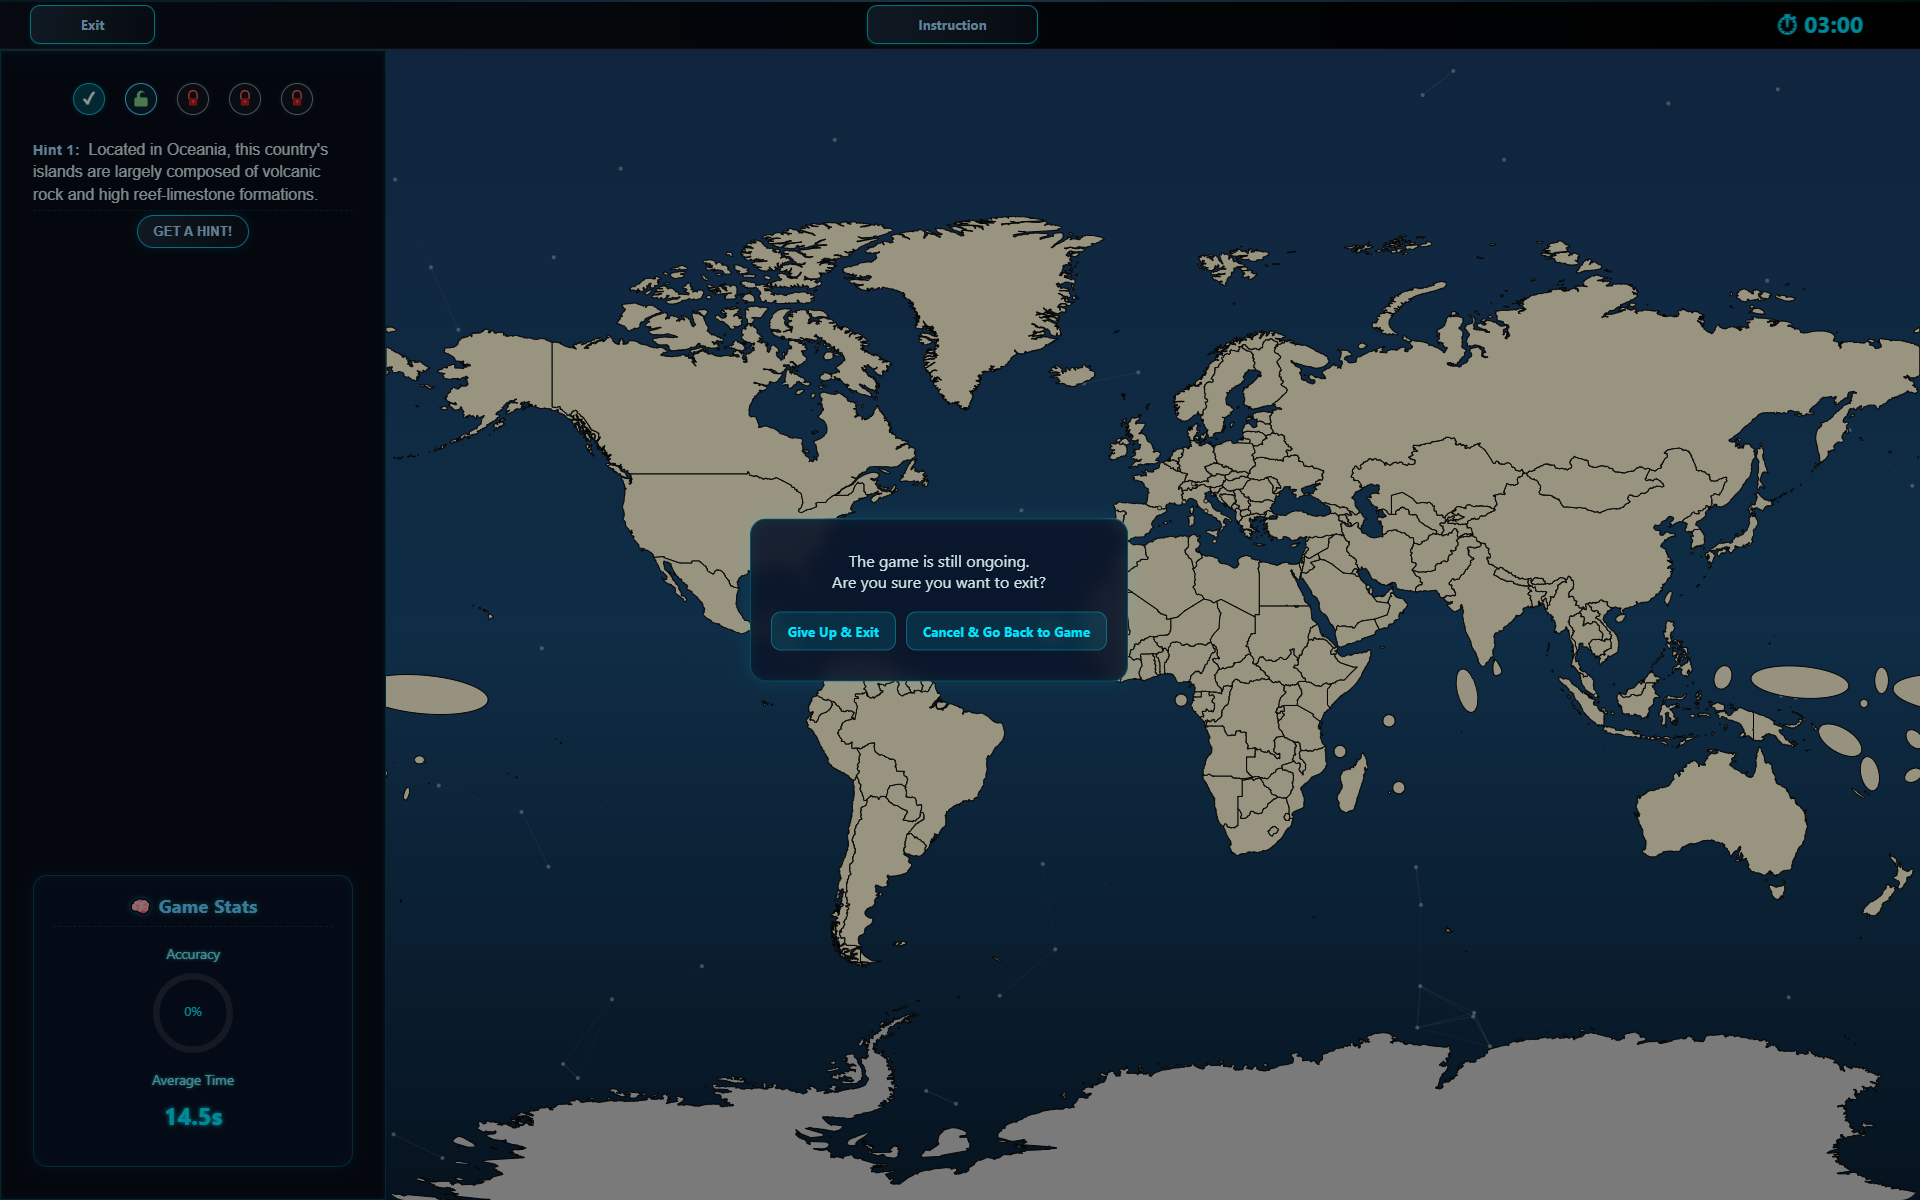 Exit
Instruction
03:00
Hint 1: Located in Oceania, this country's
islands are largely composed of volcanic
rock and high reef-limestone formations.
GET A HINT!
The game is still ongoing.
Are you sure you want to exit?
Give Up & Exit
Cancel & Go Back to Game
Game Stats
Accuracy
0%
Average Time
14.5s